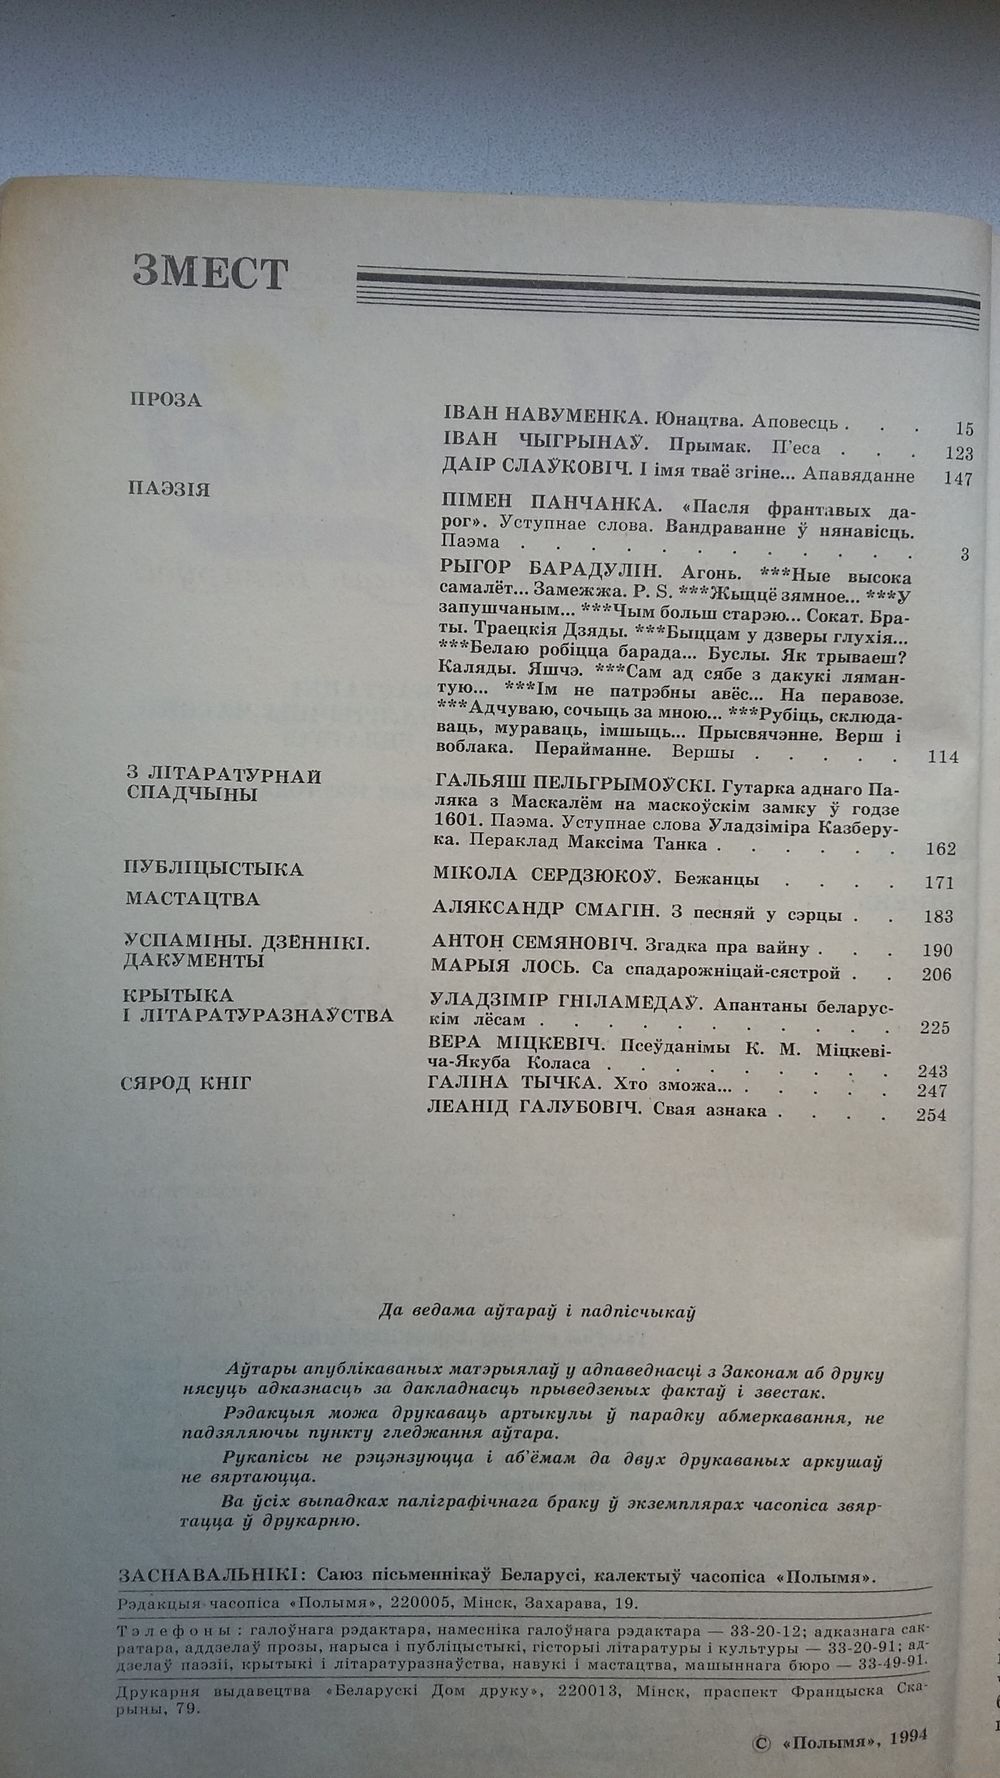 ЗМЕСТ
ПРОЗА
ІВАН НАВУМЕНКА. Юнацтва. Аповесць . . . 15
ІВАН ЧЫГРЫНАЎ. Прымак. П'еса . . . 123
ДАІР СЛАЎКОВІЧ. І імя тваё згіне... Апавяданне 147
ПАЭЗІЯ
ПІМЕН ПАНЧАНКА. «Пасля франтавых да-
рог». Уступнае слова. Вандраванне ў нянавісць.
Паэма . . . . . . . . . . . 3
РЫГОР БАРАДУЛІН. Агонь. ***Ные высока
самалёт... Замежжа. P. S. ***Жыццё зямное... ***У
запушчаным... ***Чым больш старэю... Сокат. Бра-
ты. Траецкія Дзяды. ***Быццам у дзверы глухія...
***Белаю робіцца барада... Буслы. Як трываеш?
Каляды. Яшчэ. ***Сам ад сябе з дакукі ляман-
тую... ***Ім не патрэбны авёс... На перавозе.
***Адчуваю, сочыць за мною... ***Рубіць, склюда-
ваць, мураваць, імшыць... Прысвячэнне. Верш і
воблака. Перайманне. Вершы . . . . . 114
З ЛІТАРАТУРНАЙ
СПАДЧЫНЫ
ГАЛЬЯШ ПЕЛЬГРЫМОЎСКІ. Гутарка аднаго Па-
ляка з Маскалём на маскоўскім замку ў годзе
1601. Паэма. Уступнае слова Уладзіміра Казберу-
ка. Пераклад Максіма Танка . . . . . . 162
ПУБЛІЦЫСТЫКА
МІКОЛА СЕРДЗЮКОЎ. Бежанцы . . . . 171
МАСТАЦТВА
АЛЯКСАНДР СМАГІН. З песняй у сэрцы . . 183
УСПАМІНЫ. ДЗЁННІКІ.
ДАКУМЕНТЫ
АНТОН СЕМЯНОВІЧ. Згадка пра вайну . . . 190
МАРЫЯ ЛОСЬ. Са спадарожніцай-сястрой . . 206
КРЫТЫКА
І ЛІТАРАТУРАЗНАЎСТВА
УЛАДЗІМІР ГНІЛАМЕДАЎ. Апантаны беларус-
кім лёсам . . . . . . . . . . 225
ВЕРА МІЦКЕВІЧ. Псеўданімы К. М. Міцкеві-
ча-Якуба Коласа . . . . . . . . 243
СЯРОД КНІГ
ГАЛІНА ТЫЧКА. Хто зможа... . . . . . 247
ЛЕАНІД ГАЛУБОВІЧ. Свая азнака . . . . 254
Да ведама аўтараў і падпісчыкаў
Аўтары апублікаваных матэрыялаў у адпаведнасці з Законам аб друку
нясуць адказнасць за дакладнасць прыведзеных фактаў і звестак.
Рэдакцыя можа друкаваць артыкулы ў парадку абмеркавання, не
падзяляючы пункту гледжання аўтара.
Рукапісы не рэцэнзуюцца і аб'ёмам да двух друкаваных аркушаў
не вяртаюцца.
Ва ўсіх выпадках паліграфічнага браку ў экземплярах часопіса звяр-
тацца ў друкарню.
ЗАСНАВАЛЬНІКІ: Саюз пісьменнікаў Беларусі, калектыў часопіса «Полымя».
Рэдакцыя часопіса «Полымя», 220005, Мінск, Захарава, 19.
Тэлефоны: галоўнага рэдактара, намесніка галоўнага рэдактара — 33-20-12; адказнага сак-
ратара, аддзелаў прозы, нарыса і публіцыстыкі, гісторыі літаратуры і культуры — 33-20-91; ад-
дзелаў паэзіі, крытыкі і літаратуразнаўства, навукі і мастацтва, машыннага бюро — 33-49-91.
Друкарня выдавецтва «Беларускі Дом друку», 220013, Мінск, праспект Францыска Ска-
рыны, 79.
© «Полымя», 1994